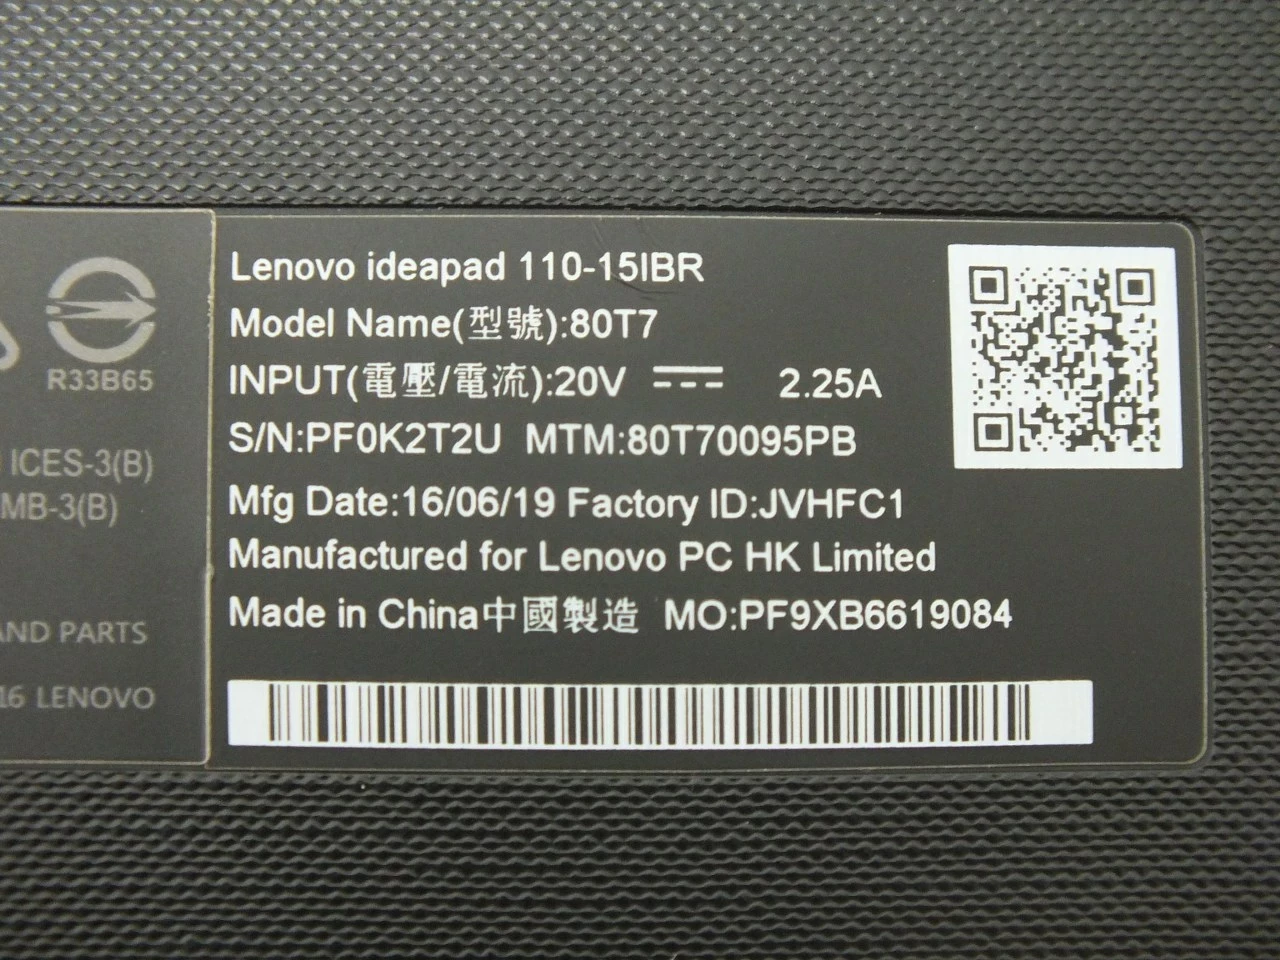 Lenovo ideapad 110-15IBR
Model Name(型號):80T7
INPUT(電壓/電流):20V ⎓ 2.25A
S/N:PF0K2T2U MTM:80T70095PB
Mfg Date:16/06/19 Factory ID:JVHFC1
Manufactured for Lenovo PC HK Limited
Made in China中國製造 MO:PF9XB6619084
R33B65
ICES-3(B)
MB-3(B)
AND PARTS
16 LENOVO